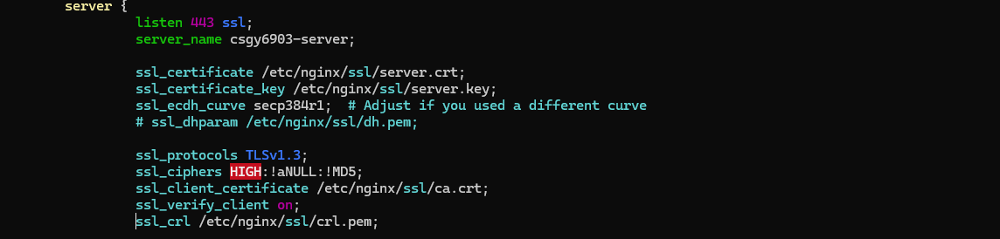 server {
listen 443 ssl;
server_name csgy6903-server;
ssl_certificate /etc/nginx/ssl/server.crt;
ssl_certificate_key /etc/nginx/ssl/server.key;
ssl_ecdh_curve secp384r1;  # Adjust if you used a different curve
# ssl_dhparam /etc/nginx/ssl/dh.pem;
ssl_protocols TLSv1.3;
ssl_ciphers HIGH:!aNULL:!MD5;
ssl_client_certificate /etc/nginx/ssl/ca.crt;
ssl_verify_client on;
ssl_crl /etc/nginx/ssl/crl.pem;